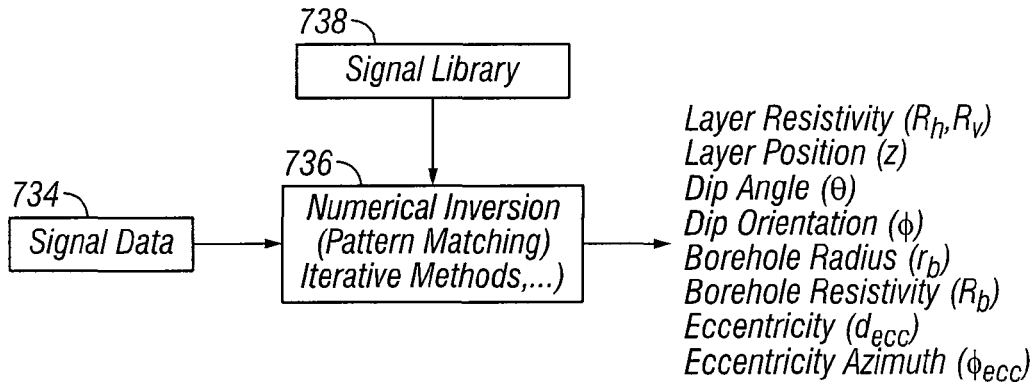 738
Signal Library
736
734
Signal Data
Numerical Inversion
(Pattern Matching)
Iterative Methods,...)
Layer Resistivity (Rh,Rv)
Layer Position (z)
Dip Angle (θ)
Dip Orientation (ϕ)
Borehole Radius (rb)
Borehole Resistivity (Rb)
Eccentricity (decc)
Eccentricity Azimuth (ϕecc)